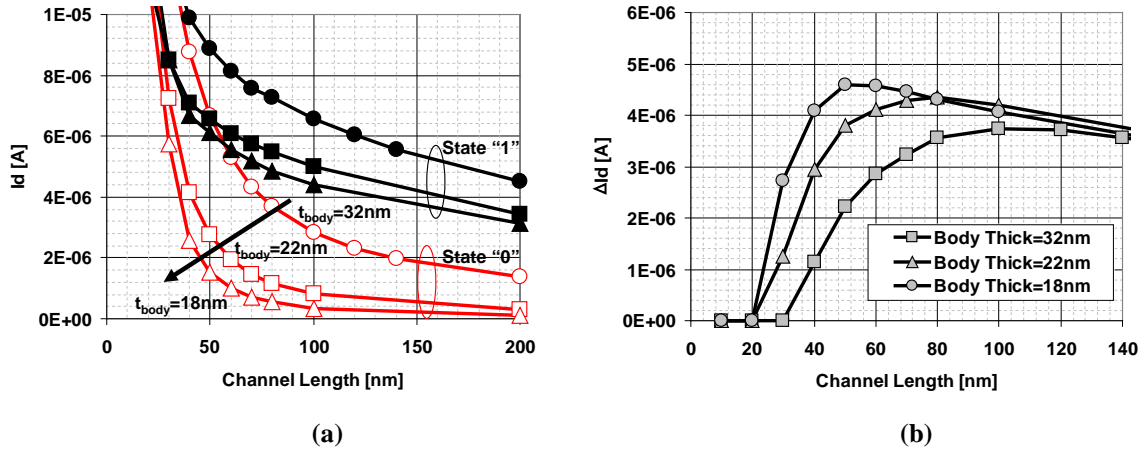 1E-05
8E-06
6E-06
4E-06
2E-06
0E+00
Id [A]
State “1”
tbody=32nm
tbody=22nm
State “0”
tbody=18nm
0
50
100
150
200
Channel Length [nm]
(a)
6E-06
5E-06
4E-06
3E-06
2E-06
1E-06
0E+00
ΔId [A]
Body Thick=32nm
Body Thick=22nm
Body Thick=18nm
0
20
40
60
80
100
120
140
Channel Length [nm]
(b)